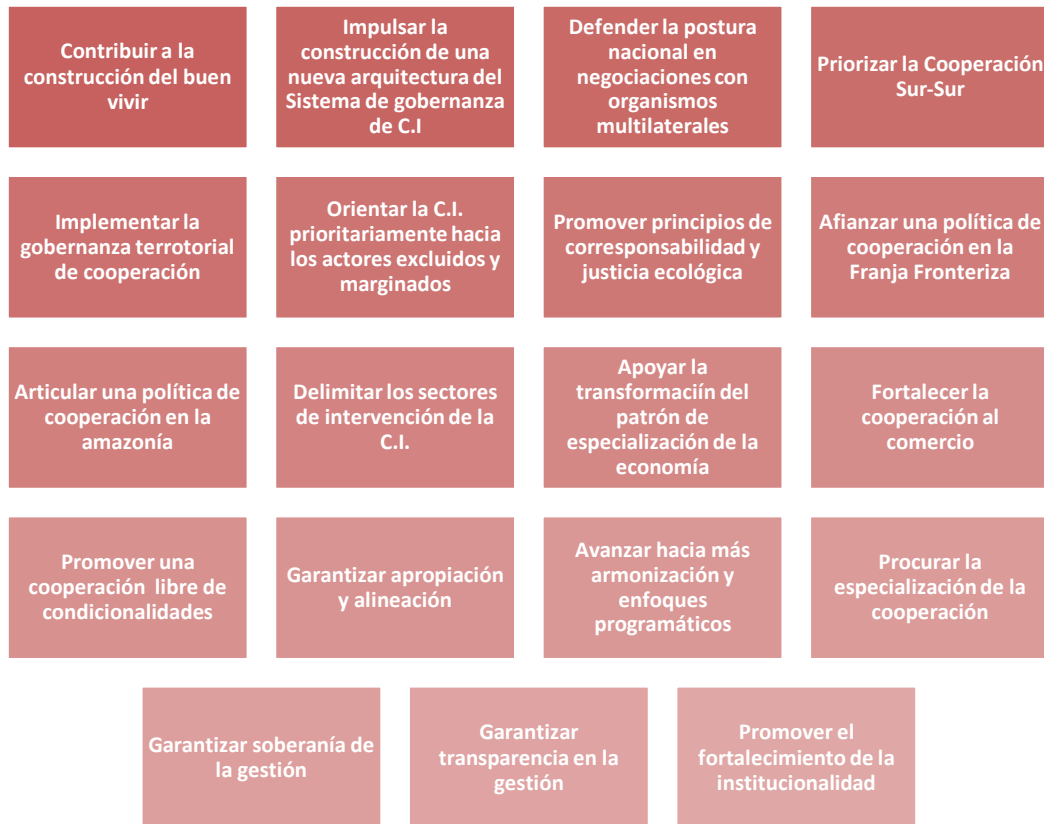 Contribuir a la
construcción del buen
vivir
Impulsar la
construcción de una
nueva arquitectura del
Sistema de gobernanza
de C.I
Defender la postura
nacional en
negociaciones con
organismos
multilaterales
Priorizar la Cooperación
Sur-Sur
Implementar la
gobernanza terrotorial
de cooperación
Orientar la C.I.
prioritariamente hacia
los actores excluidos y
marginados
Promover principios de
corresponsabilidad y
justicia ecológica
Afianzar una política de
cooperación en la
Franja Fronteriza
Articular una política de
cooperación en la
amazonía
Delimitar los sectores
de intervención de la
C.I.
Apoyar la
transformaciín del
patrón de
especialización de la
economía
Fortalecer la
cooperación al
comercio
Promover una
cooperación libre de
condicionalidades
Garantizar apropiación
y alineación
Avanzar hacia más
armonización y
enfoques
programáticos
Procurar la
especialización de la
cooperación
Garantizar soberanía de
la gestión
Garantizar
transparencia en la
gestión
Promover el
fortalecimiento de la
institucionalidad